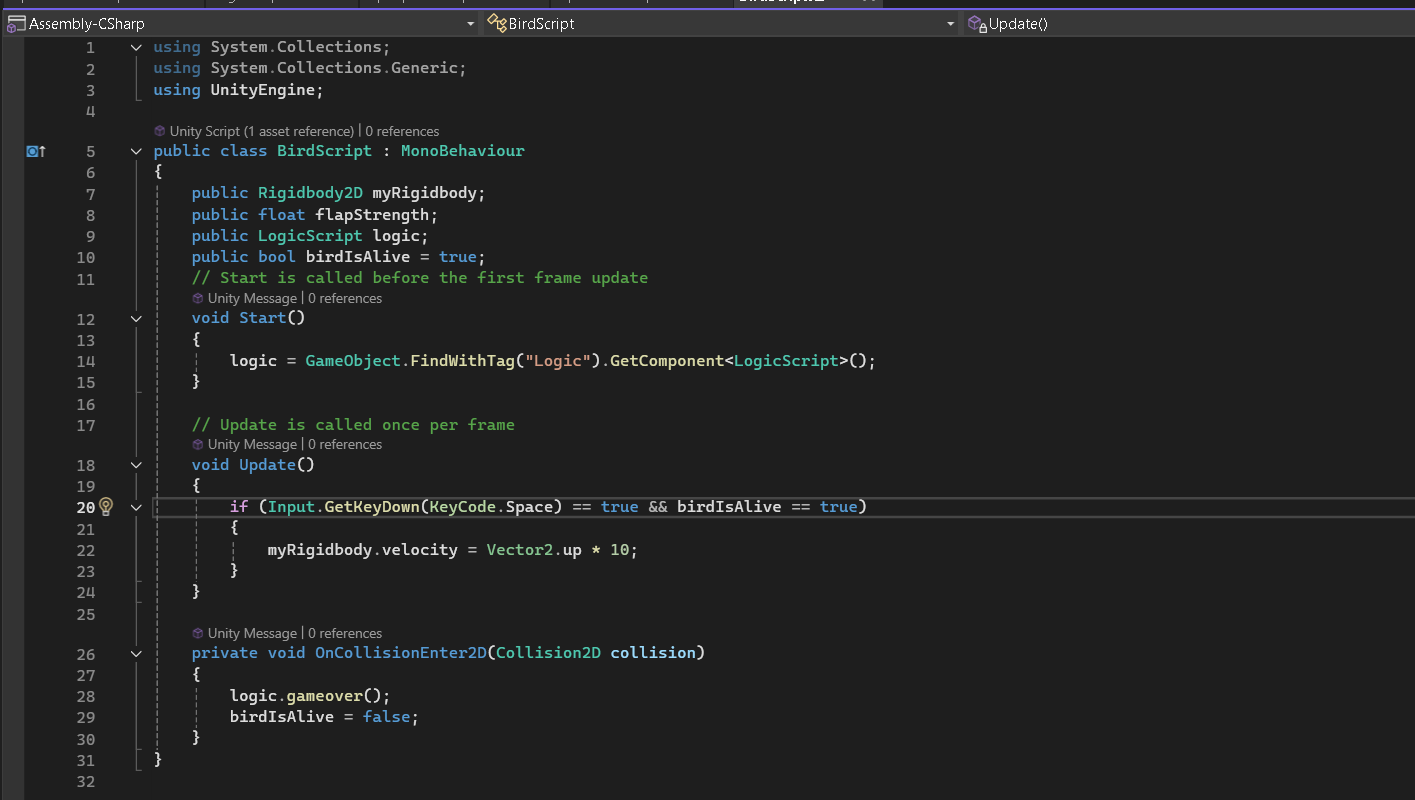 Assembly-CSharp BirdScript Update()
1 using System.Collections;
2 using System.Collections.Generic;
3 using UnityEngine;
4
Unity Script (1 asset reference) | 0 references
5 public class BirdScript : MonoBehaviour
6 {
7 public Rigidbody2D myRigidbody;
8 public float flapStrength;
9 public LogicScript logic;
10 public bool birdIsAlive = true;
11 // Start is called before the first frame update
Unity Message | 0 references
12 void Start()
13 {
14 logic = GameObject.FindWithTag("Logic").GetComponent<LogicScript>();
15 }
16
17 // Update is called once per frame
Unity Message | 0 references
18 void Update()
19 {
20 if (Input.GetKeyDown(KeyCode.Space) == true && birdIsAlive == true)
21 {
22 myRigidbody.velocity = Vector2.up * 10;
23 }
24 }
25
Unity Message | 0 references
26 private void OnCollisionEnter2D(Collision2D collision)
27 {
28 logic.gameover();
29 birdIsAlive = false;
30 }
31 }
32